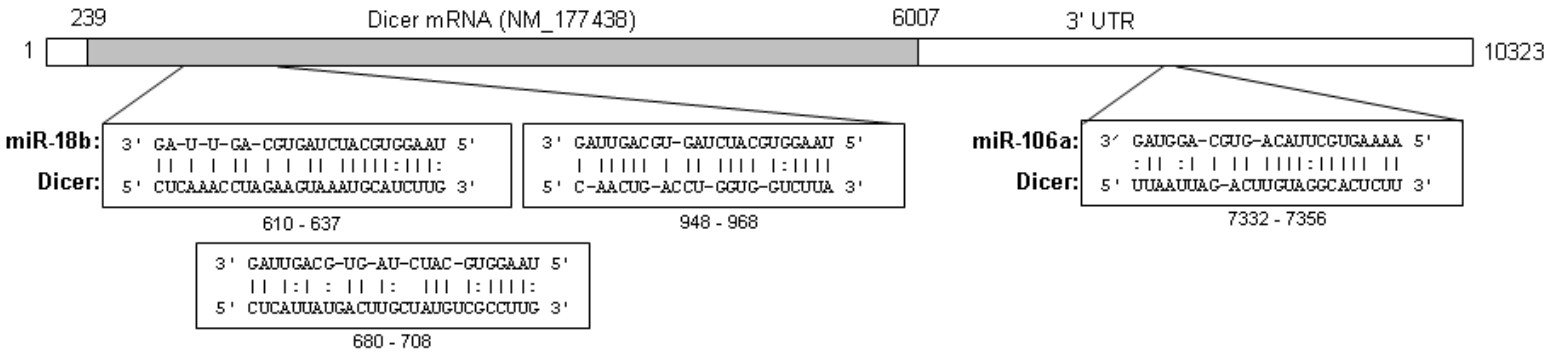 239 Dicer mRNA (NM_177438) 6007 3' UTR
1 10323
miR-18b: 3' GA-U-U-GA-CGUGAUCUACGUGGAAU 5'
|| | | | || | | || |||||:|||:
Dicer: 5' CUCAAACCUAGAAGUAAAUGCAUCUUG 3'
610 - 637
3' GAUUGACGU-GAUCUACGUGGAAU 5'
| ||||| | || |||| |:||||
5' C-AACUG-ACCU-GGUG-GUCUUA 3'
948 - 968
miR-106a: 3' GAUGGA-CGUG-ACAUUCGUGAAAA 5'
:|| :| | || ||||:||||| ||
Dicer: 5' UUAAUUAG-ACUUGUAGGCACUCUU 3'
7332 - 7356
3' GAUUGACG-UG-AU-CUAC-GUGGAAU 5'
|| |:| : || |: ||| |:||||:
5' CUCAUUAUGACUUGCUAUGUCGCCUUG 3'
680 - 708